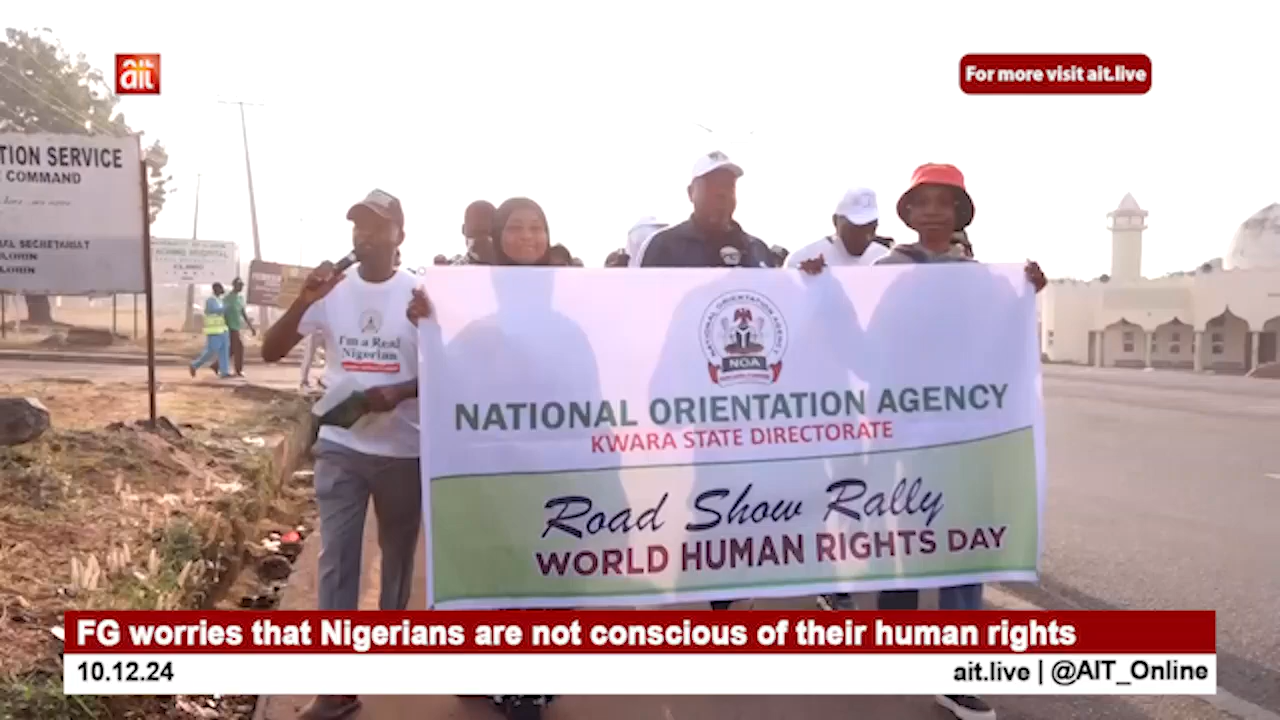 ait
For more visit ait.live
TION SERVICE
COMMAND
I'm a Real
Nigerian
NATIONAL ORIENTATION AGENCY
NOA
NATIONAL ORIENTATION AGENCY
KWARA STATE DIRECTORATE
Road Show Rally
WORLD HUMAN RIGHTS DAY
FG worries that Nigerians are not conscious of their human rights
10.12.24
ait.live | @AIT_Online